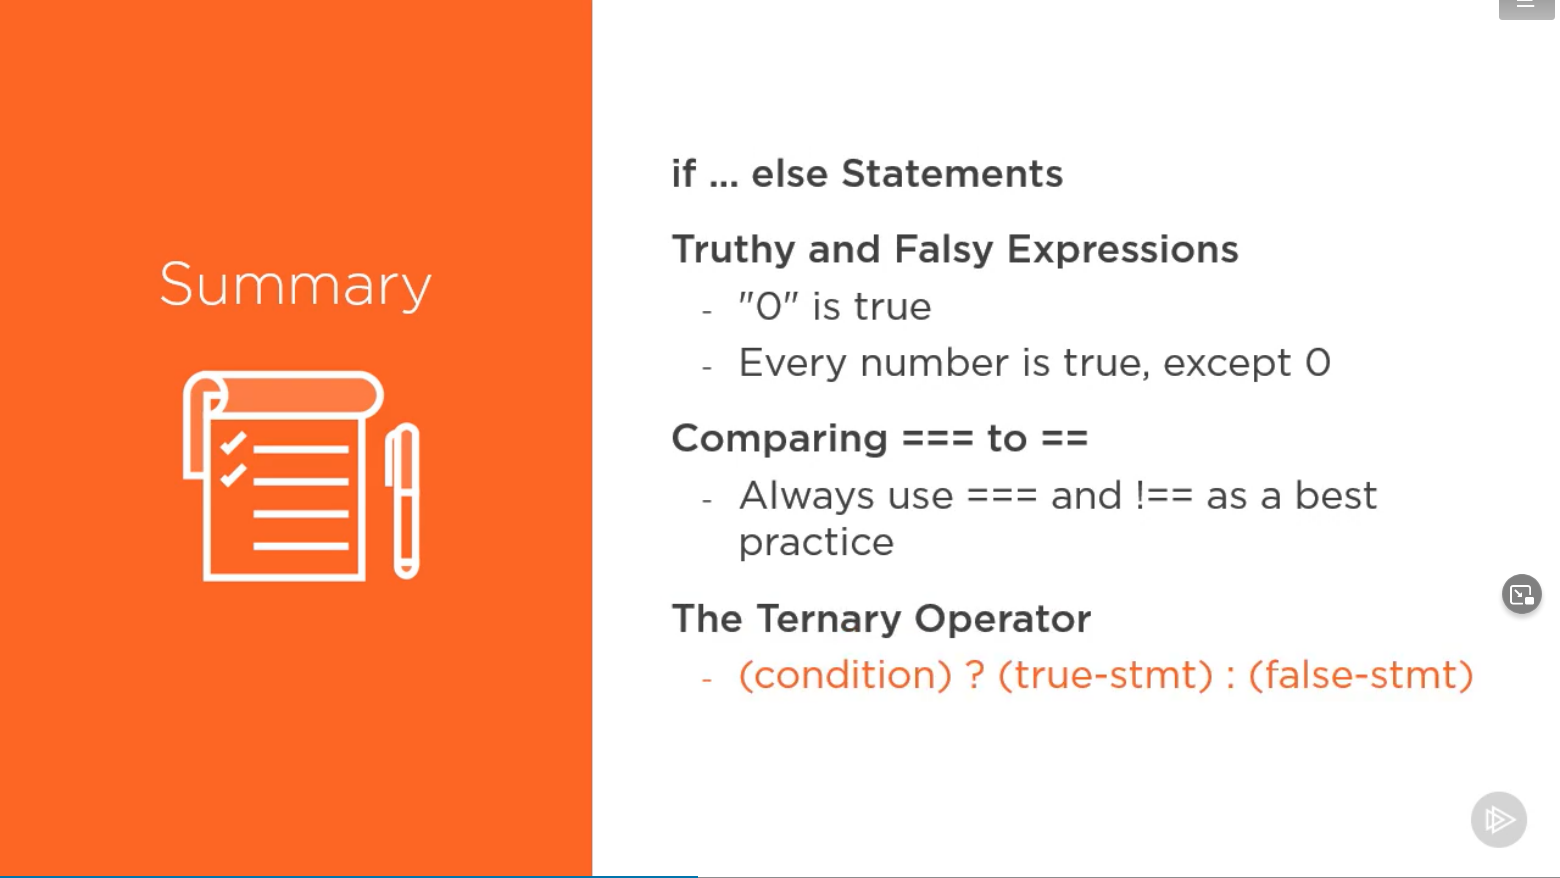 Summary
if ... else Statements
Truthy and Falsy Expressions
- "0" is true
- Every number is true, except 0
Comparing === to ==
- Always use === and !== as a best
practice
The Ternary Operator
- (condition) ? (true-stmt) : (false-stmt)